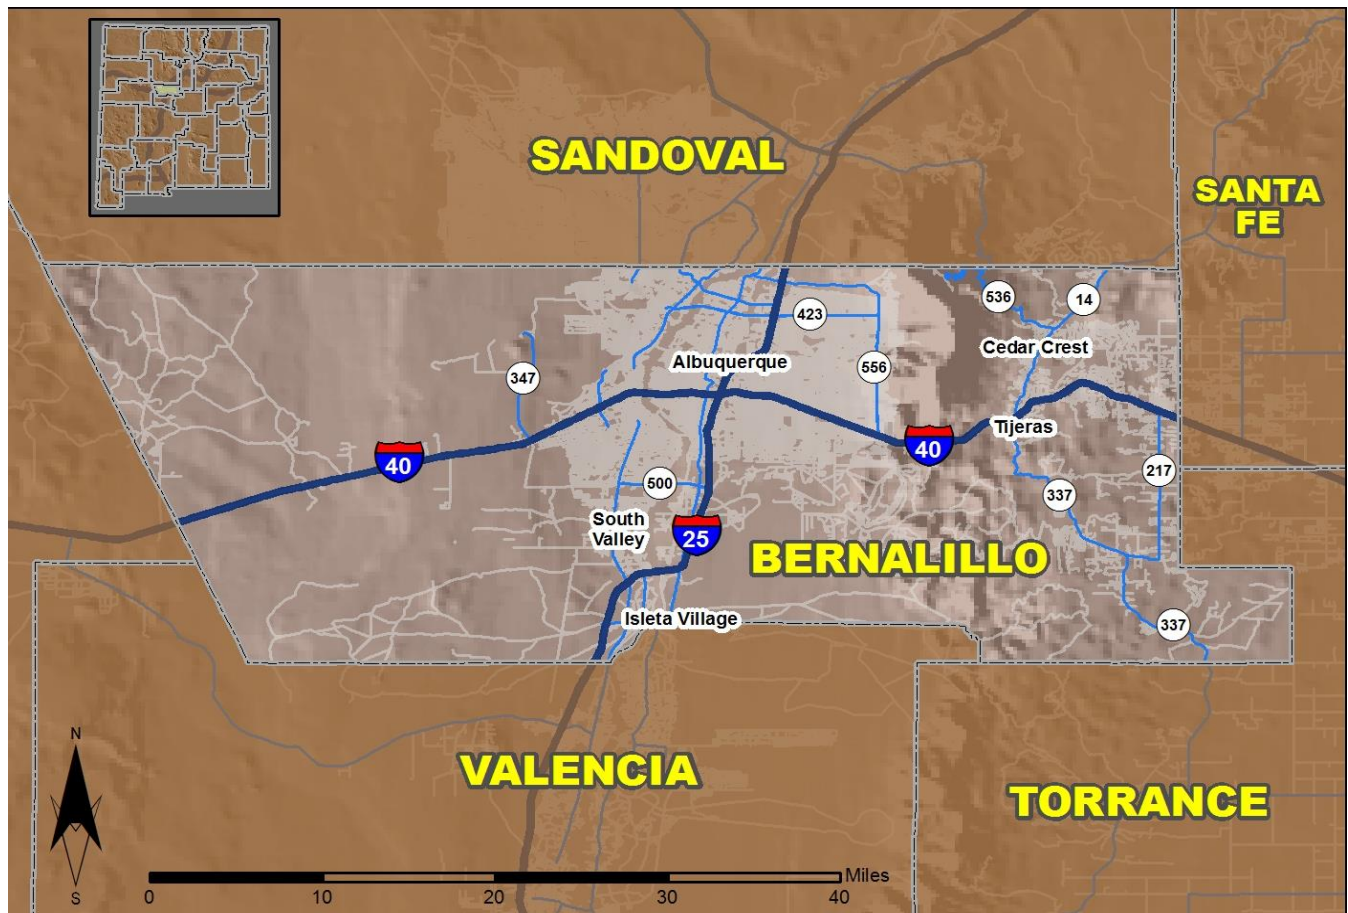 SANDOVAL
SANTA
FE
536
14
423
Cedar Crest
Albuquerque
556
347
Tijeras
40
40
217
500
337
South
Valley
25
BERNALILLO
Isleta Village
337
N
VALENCIA
TORRANCE
Miles
S
0
10
20
30
40